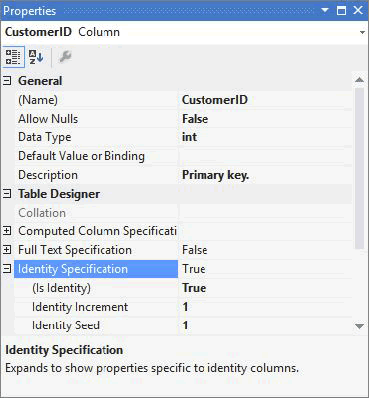 Properties
CustomerID Column
General
(Name) CustomerID
Allow Nulls False
Data Type int
Default Value or Binding
Description Primary key.
Table Designer
Collation
Computed Column Specificati
Full Text Specification False
Identity Specification True
(Is Identity) True
Identity Increment 1
Identity Seed 1
Identity Specification
Expands to show properties specific to identity columns.